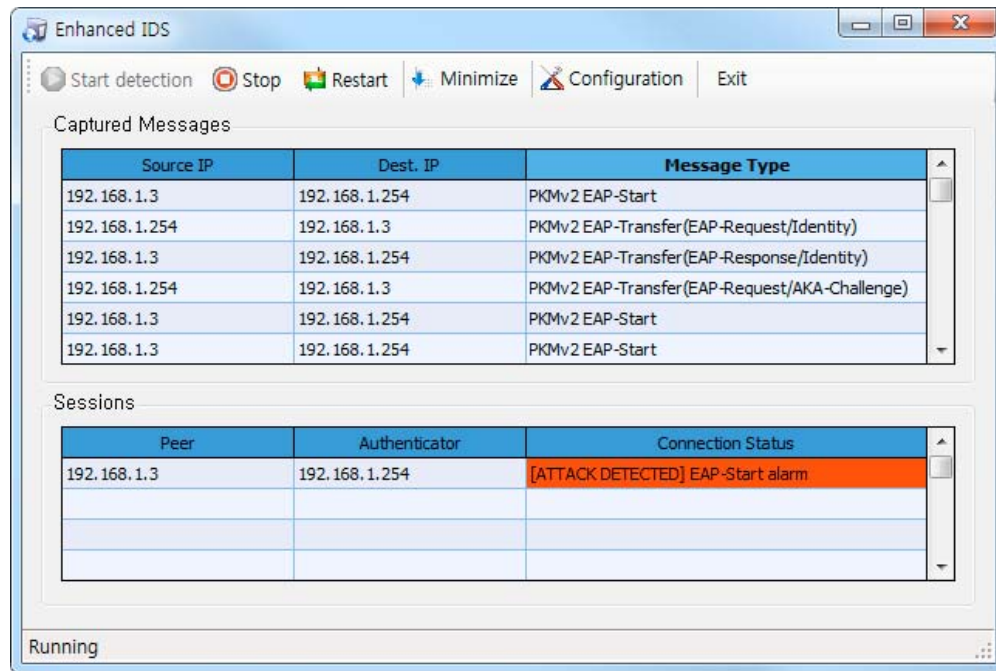 Enhanced IDS
Start detection Stop Restart Minimize Configuration Exit
Captured Messages
Source IP Dest. IP Message Type
192.168.1.3 192.168.1.254 PKMv2 EAP-Start
192.168.1.254 192.168.1.3 PKMv2 EAP-Transfer(EAP-Request/Identity)
192.168.1.3 192.168.1.254 PKMv2 EAP-Transfer(EAP-Response/Identity)
192.168.1.254 192.168.1.3 PKMv2 EAP-Transfer(EAP-Request/AKA-Challenge)
192.168.1.3 192.168.1.254 PKMv2 EAP-Start
192.168.1.3 192.168.1.254 PKMv2 EAP-Start
Sessions
Peer Authenticator Connection Status
192.168.1.3 192.168.1.254 [ATTACK DETECTED] EAP-Start alarm
Running